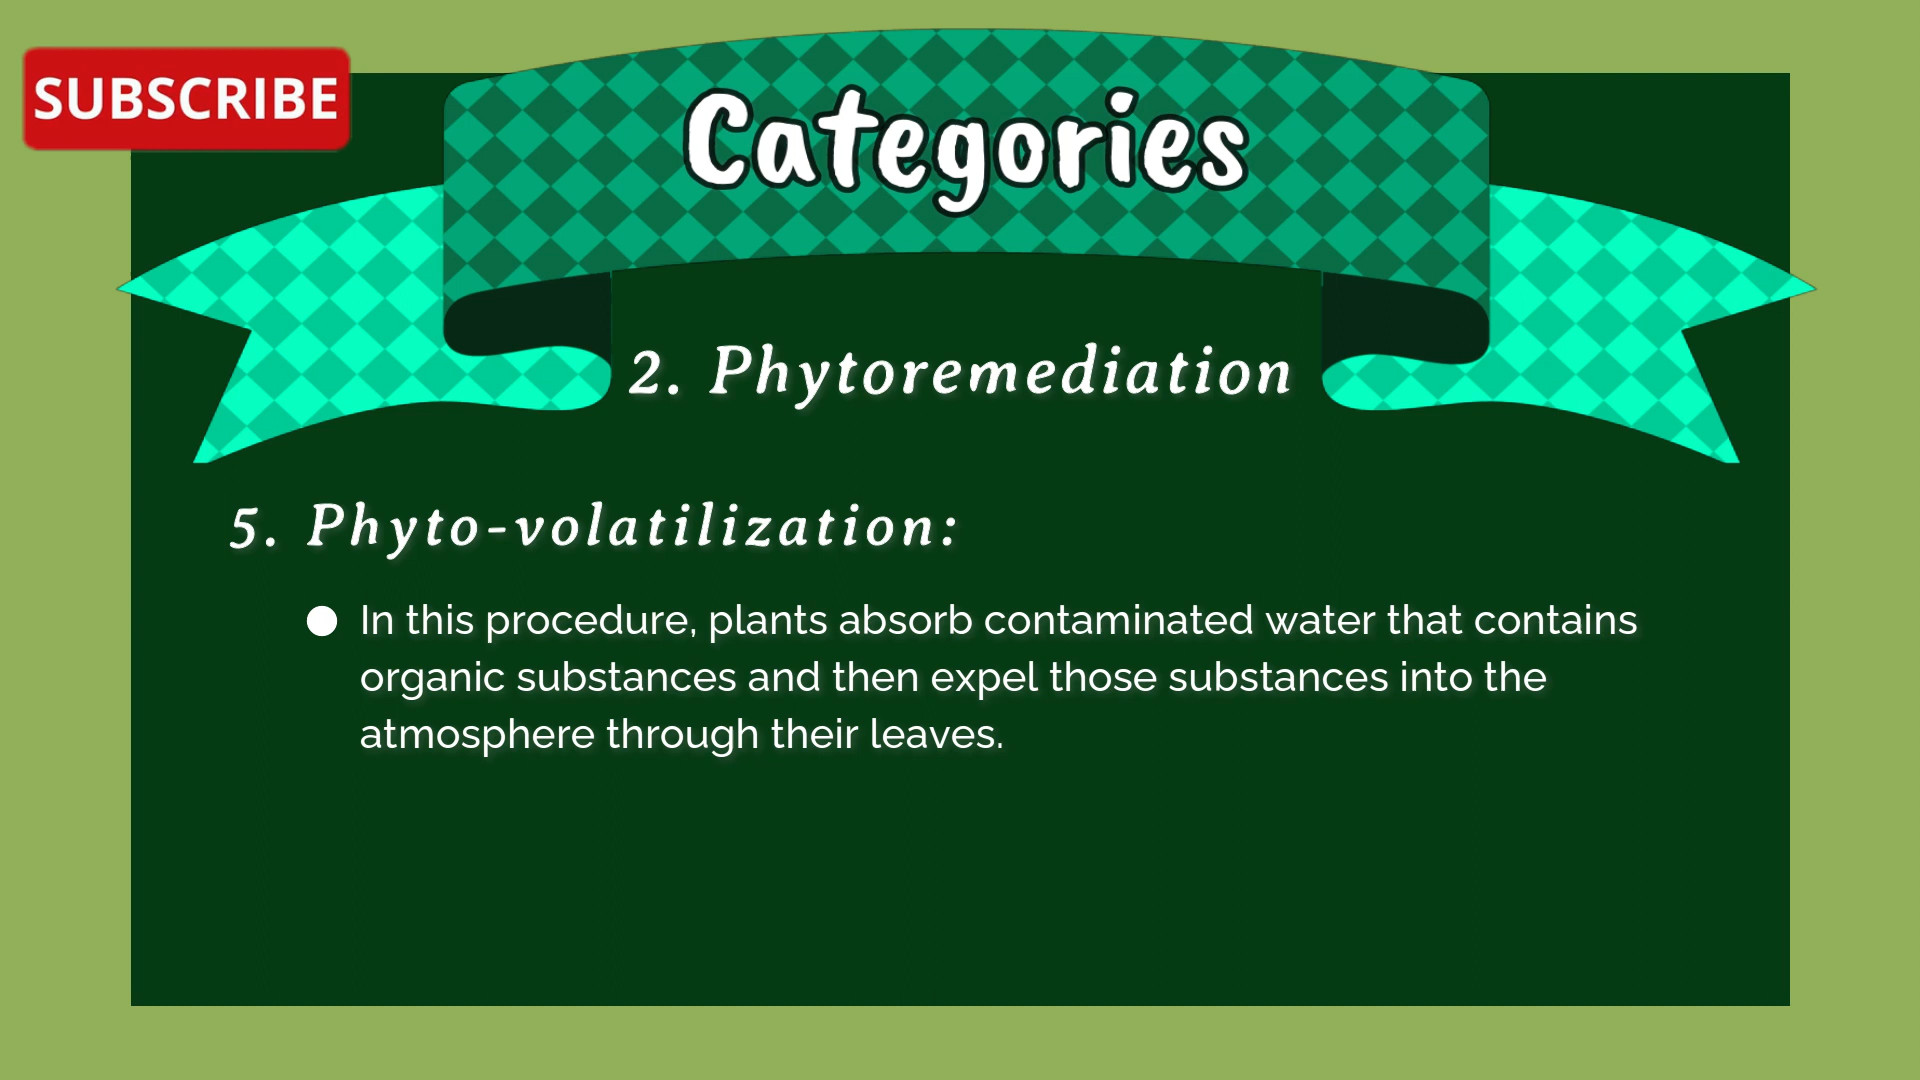 SUBSCRIBE
Categories
2. Phytoremediation
5. Phyto-volatilization:
● In this procedure, plants absorb contaminated water that contains
organic substances and then expel those substances into the
atmosphere through their leaves.